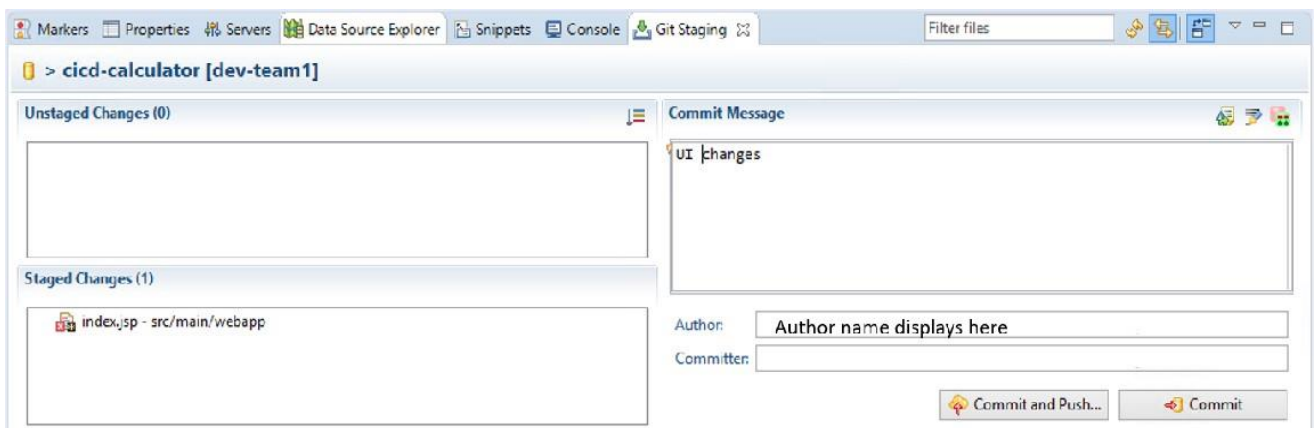 Markers Properties Servers Data Source Explorer Snippets Console Git Staging Filter files
> cicd-calculator [dev-team1]
Unstaged Changes (0)
Commit Message
UI changes
Staged Changes (1)
index.jsp - src/main/webapp
Author: Author name displays here
Committer:
Commit and Push... Commit